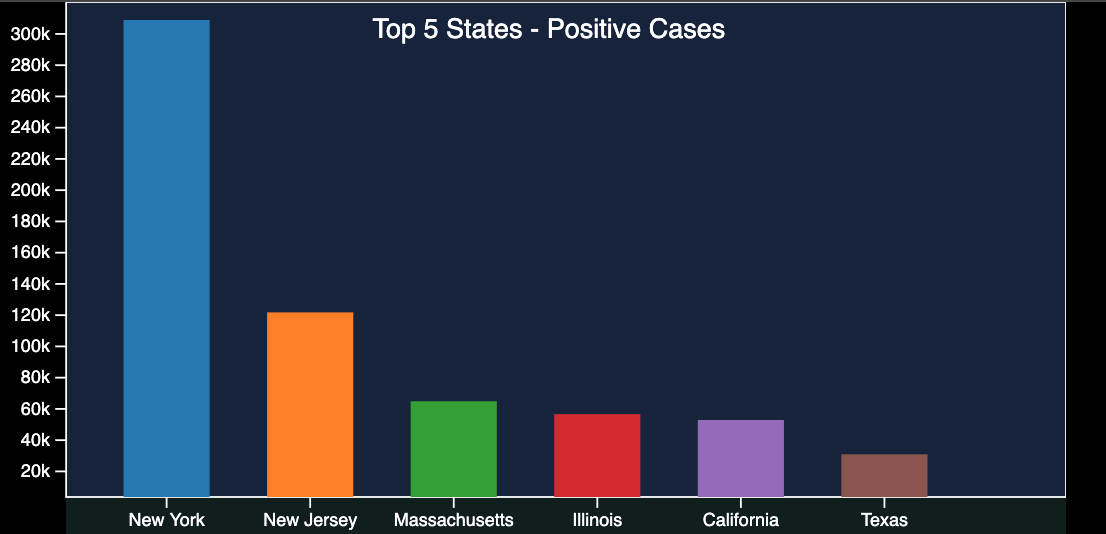 Top 5 States - Positive Cases
300k
280k
260k
240k
220k
200k
180k
160k
140k
120k
100k
80k
60k
40k
20k
New York New Jersey Massachusetts Illinois California Texas